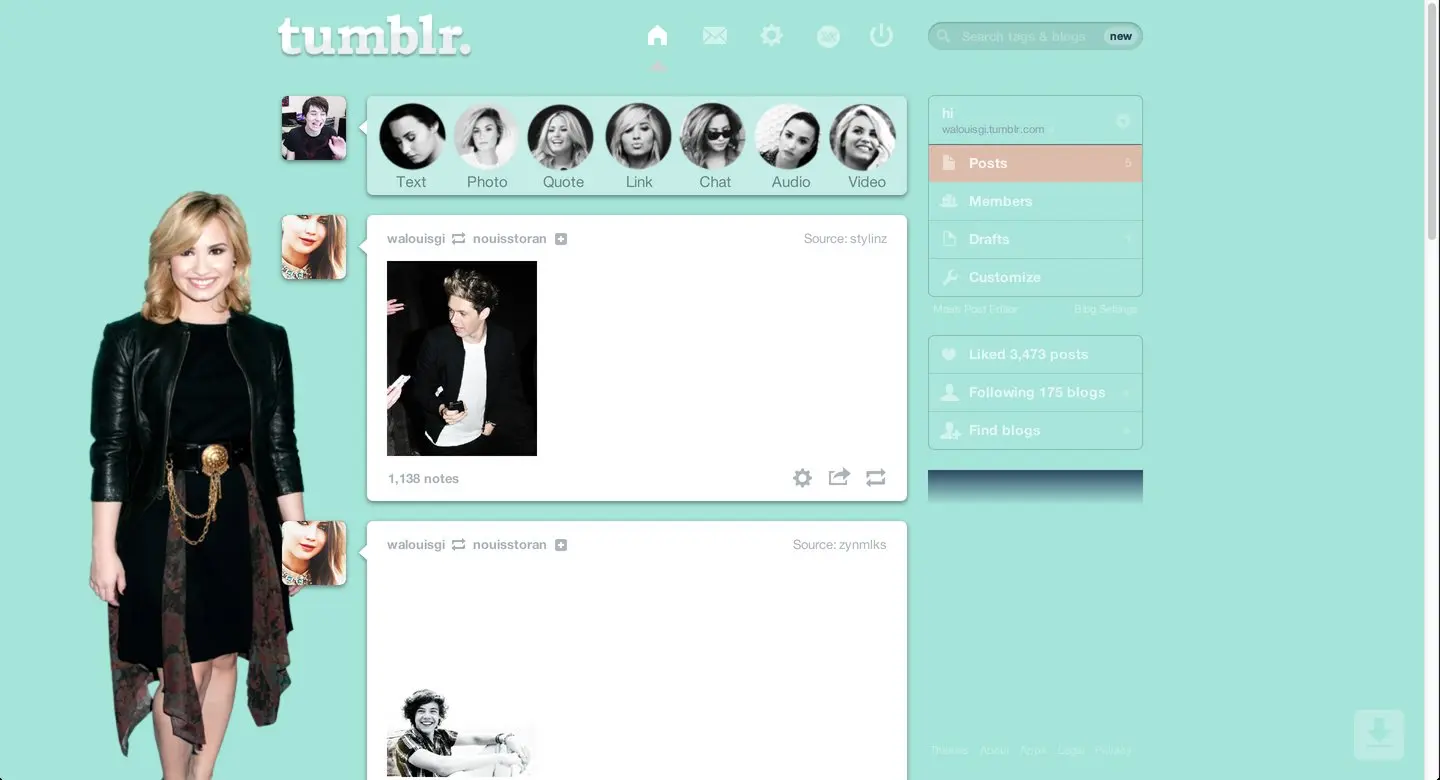 tumblr.
Search tags & blogs
new
Text Photo Quote Link Chat Audio Video
hi
walouisgi.tumblr.com
Posts 5
Members
Drafts 1
Customize
Mass Post Editor Blog Settings
walouisgi nouisstoran Source: stylinz
1,138 notes
Liked 3,473 posts
Following 175 blogs
Find blogs
walouisgi nouisstoran Source: zynmlks
Themes About Apps Legal Privacy